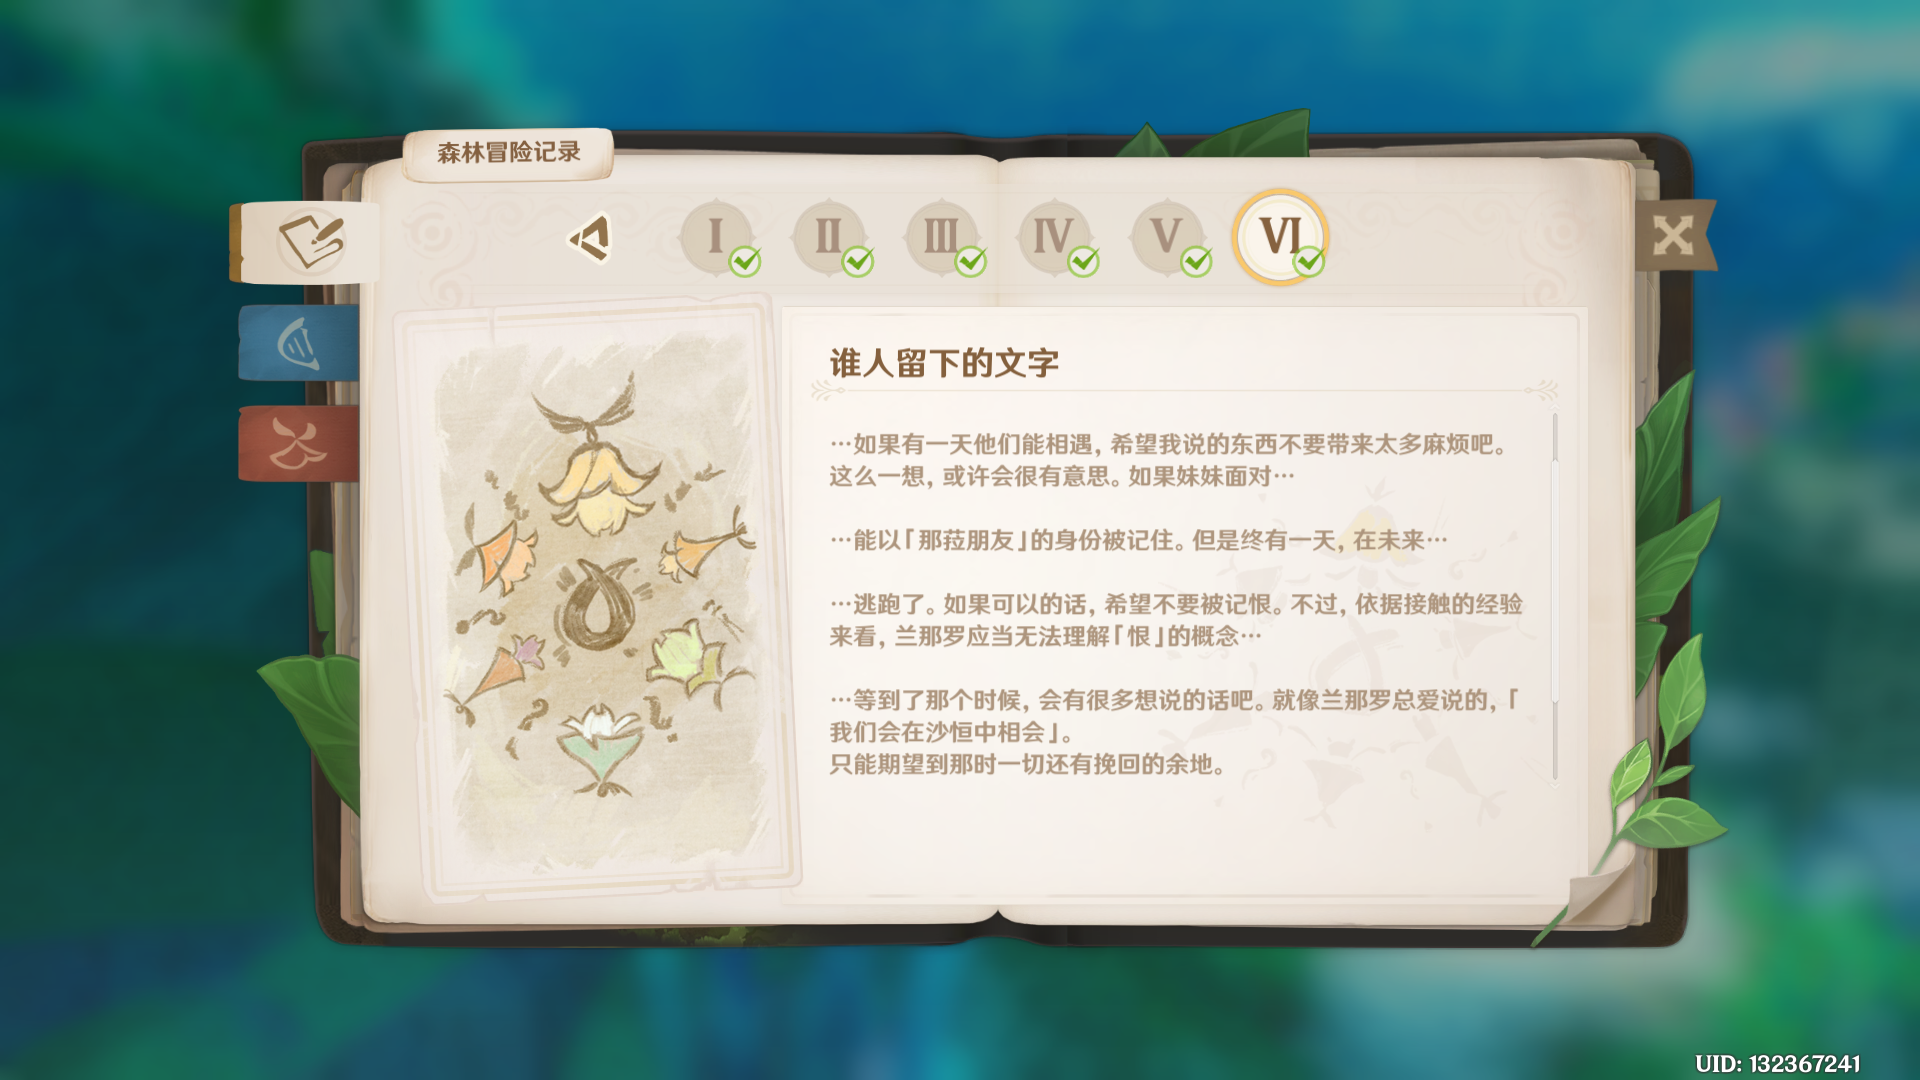 森林冒险记录
I II III IV V VI
谁人留下的文字
…如果有一天他们能相遇，希望我说的东西不要带来太多麻烦吧。
这么一想，或许会很有意思。如果妹妹面对…
…能以「那菈朋友」的身份被记住。但是终有一天，在未来…
…逃跑了。如果可以的话，希望不要被记恨。不过，依据接触的经验
来看，兰那罗应当无法理解「恨」的概念…
…等到了那个时候，会有很多想说的话吧。就像兰那罗总爱说的，「
我们会在沙恒中相会」。
只能期望到那时一切还有挽回的余地。
UID: 132367241